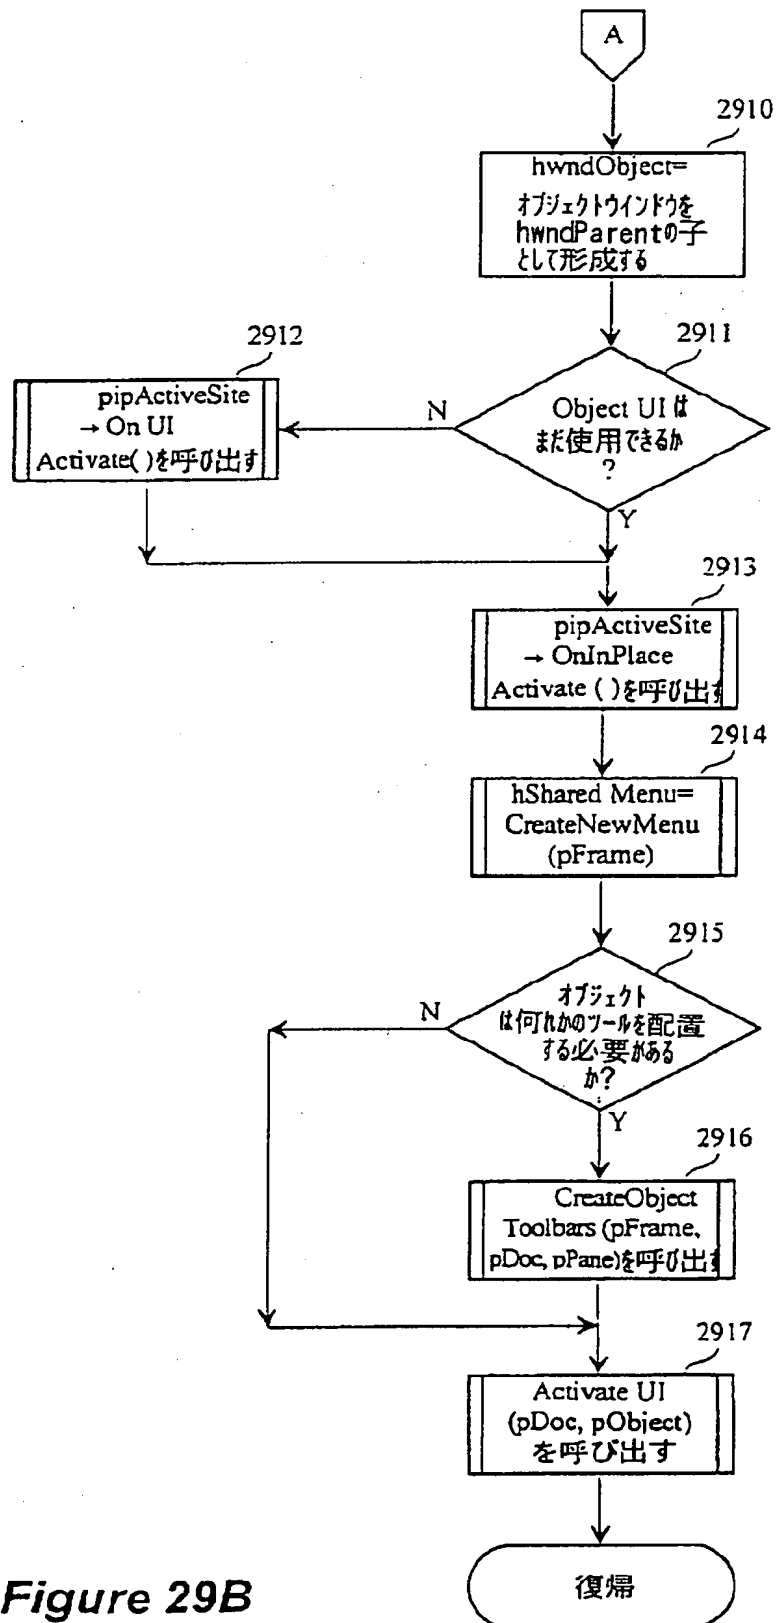 A
2910
hwndObject=
オブジェクトウインドウを
hwndParentの子
として形成する
2911
Object UIは
まだ使用できるか
?
N
Y
2912
pipActiveSite
→ On UI
Activate( )を呼び出す
2913
pipActiveSite
→ OnInPlace
Activate ( )を呼び出す
2914
hShared Menu=
CreateNewMenu
(pFrame)
2915
オブジェクト
は何れかのツールを配置
する必要がある
か?
N
Y
2916
CreateObject
Toolbars (pFrame,
pDoc, pPane)を呼び出す
2917
Activate UI
(pDoc, pObject)
を呼び出す
復帰
Figure 29B